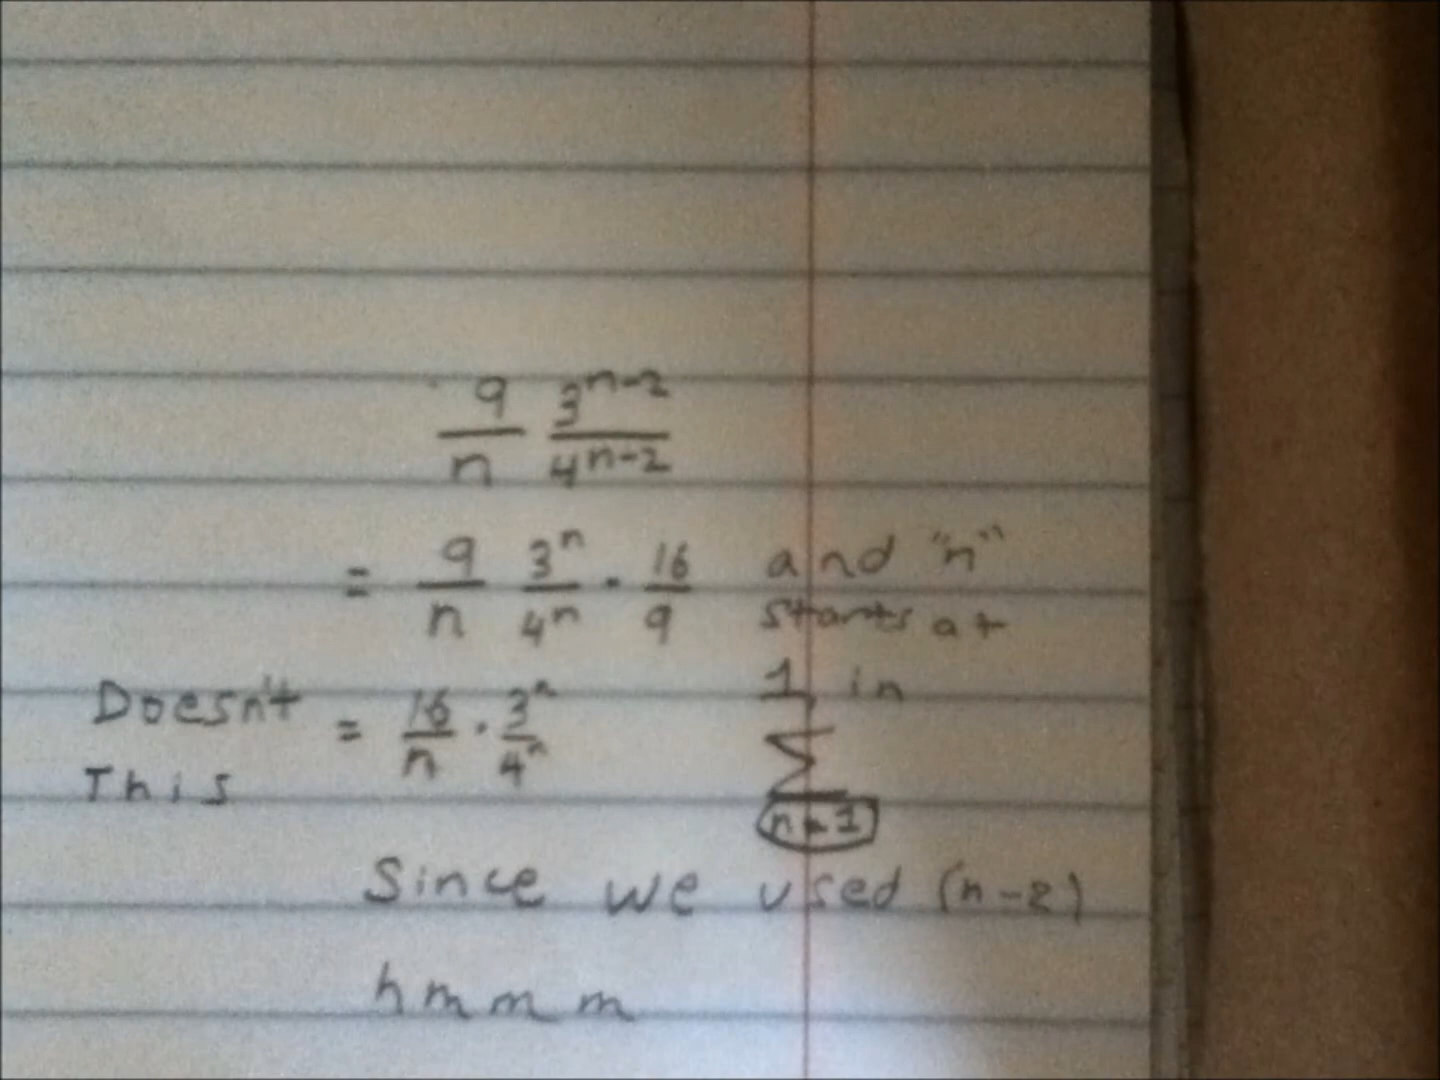 9/n 3^(n-2)/4^(n-2)
= 9/n 3^n/4^n · 16/9 and "n"
starts at
1 in
Doesn't = 16/n · 3^n/4^n
This
Σ
n=1
Since we used (n-2)
hmmm